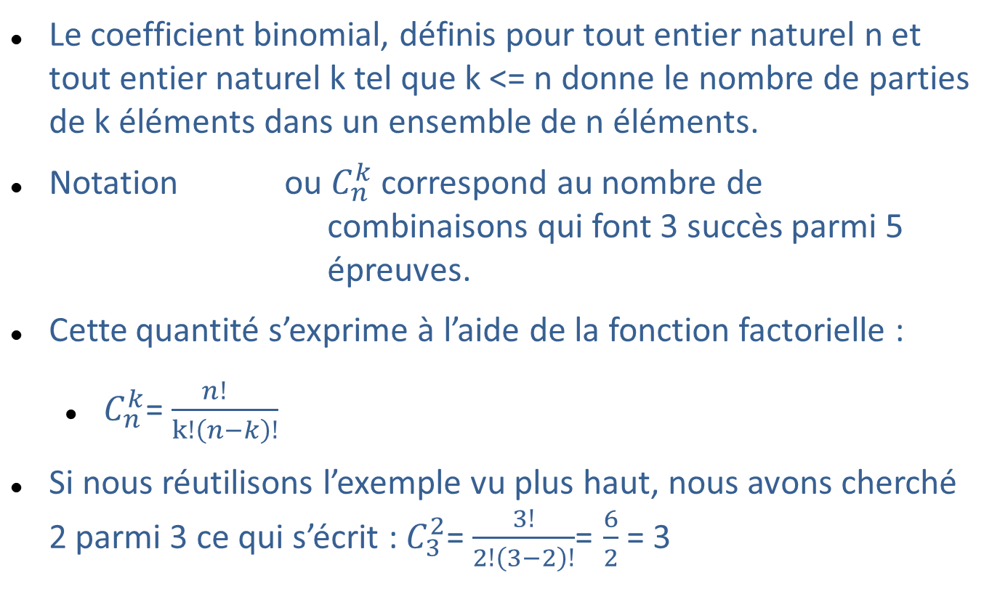 • Le coefficient binomial, définis pour tout entier naturel n et
tout entier naturel k tel que k <= n donne le nombre de parties
de k éléments dans un ensemble de n éléments.
• Notation ou $C_n^k$ correspond au nombre de
combinaisons qui font 3 succès parmi 5
épreuves.
• Cette quantité s’exprime à l’aide de la fonction factorielle :
• $C_n^k = \frac{n!}{k!(n-k)!}$
• Si nous réutilisons l’exemple vu plus haut, nous avons cherché
2 parmi 3 ce qui s’écrit : $C_3^2 = \frac{3!}{2!(3-2)!} = \frac{6}{2} = 3$